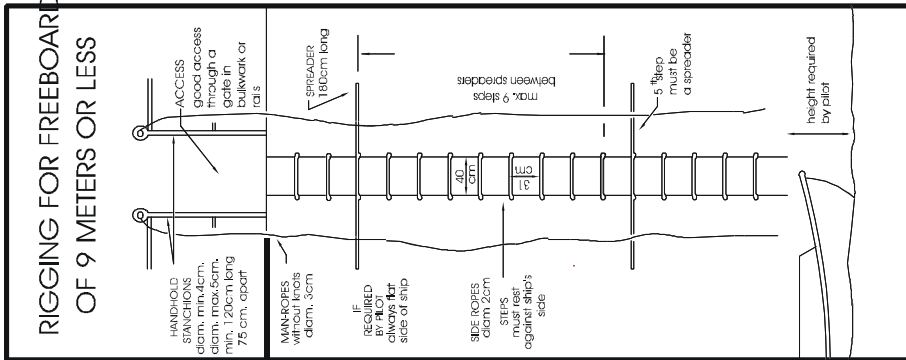 RIGGING FOR FREEBOARD
OF 9 METERS OR LESS
HANDHOLD
STANCHIONS
diam. min.4cm.
diam. max.5cm.
min. 120cm long
75 cm. apart
ACCESS
good access
through a
gate in
bulkwork or
rails
MAN-ROPES
without knots
diam. 3cm
IF
REQUIRED
BY PILOT
always flat
side of ship
SPREADER
180cm long
max. 9 steps
between spreaders
40
cm
31
cm
SIDE ROPES
diam 2cm
STEPS
must rest
against ship's
side
5 th step
must be
a spreader
height required
by pilot